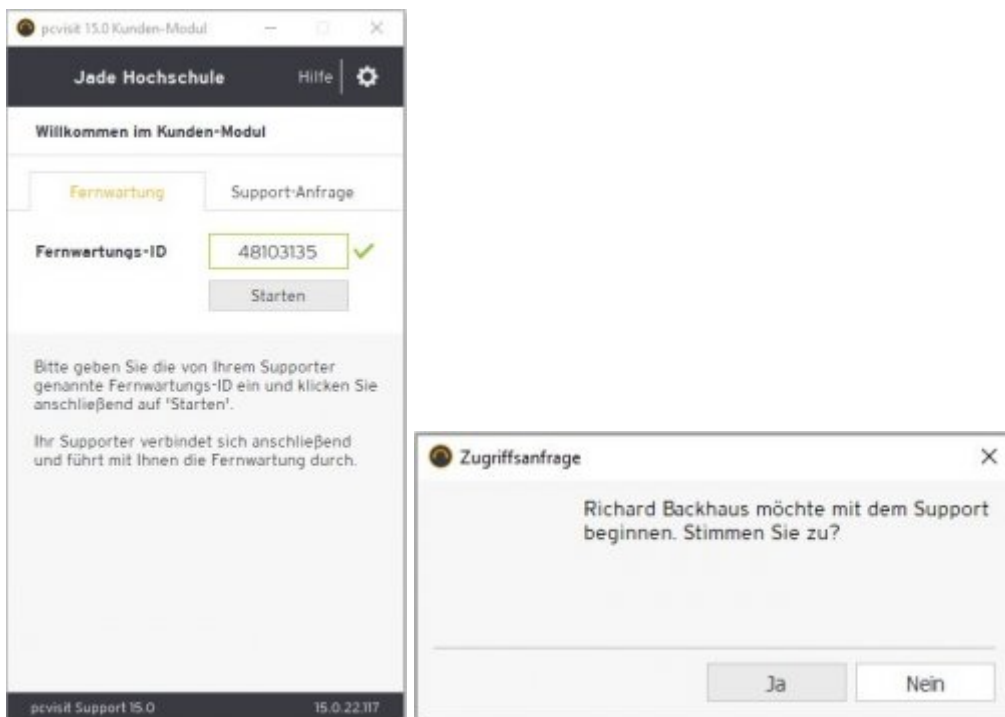 pcvisit 15.0 Kunden-Modul
Jade Hochschule Hilfe
Willkommen im Kunden-Modul
Fernwartung Support-Anfrage
Fernwartungs-ID 48103135
Starten
Bitte geben Sie die von Ihrem Supporter
genannte Fernwartungs-ID ein und klicken Sie
anschließend auf 'Starten'.
Ihr Supporter verbindet sich anschließend
und führt mit Ihnen die Fernwartung durch.
pcvisit Support 15.0 15.0.22.117
Zugriffsanfrage
Richard Backhaus möchte mit dem Support
beginnen. Stimmen Sie zu?
Ja Nein